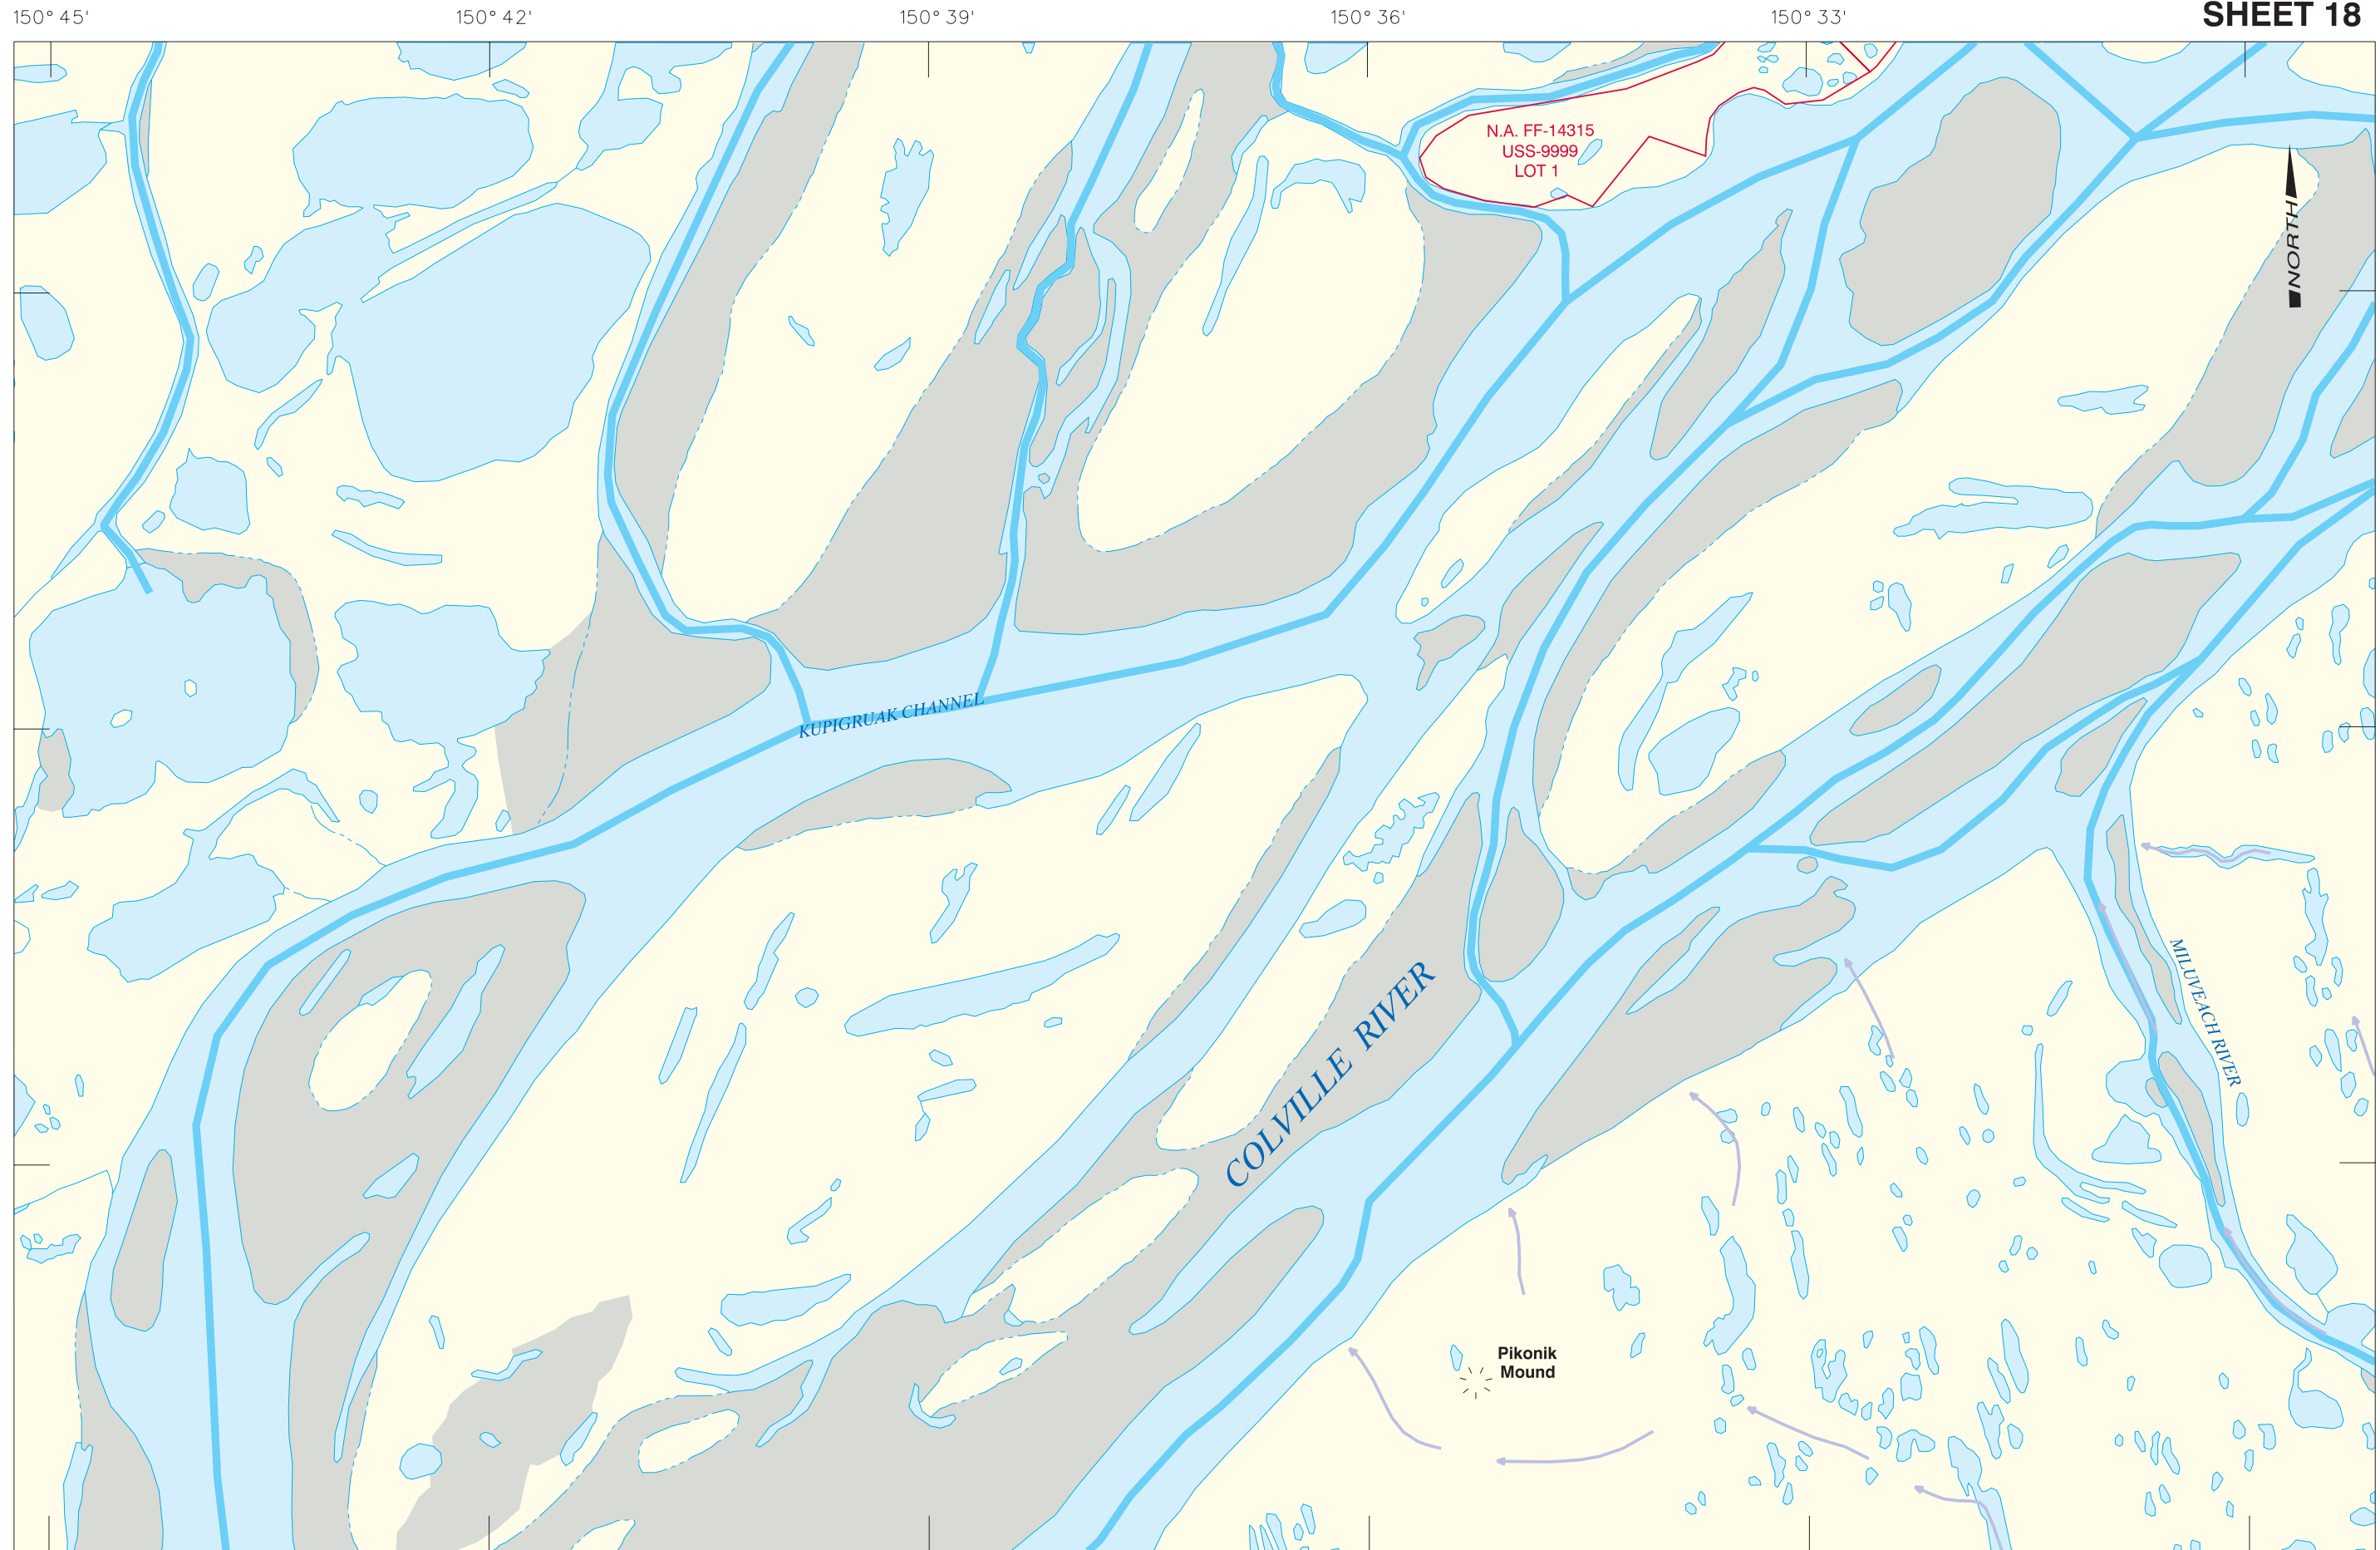 150° 45' 150° 42' 150° 39' 150° 36' 150° 33' SHEET 18
N.A. FF-14315
USS-9999
LOT 1
NORTH
KUPIGRUAK CHANNEL
COLVILLE RIVER
MILUVEACH RIVER
Pikonik
Mound